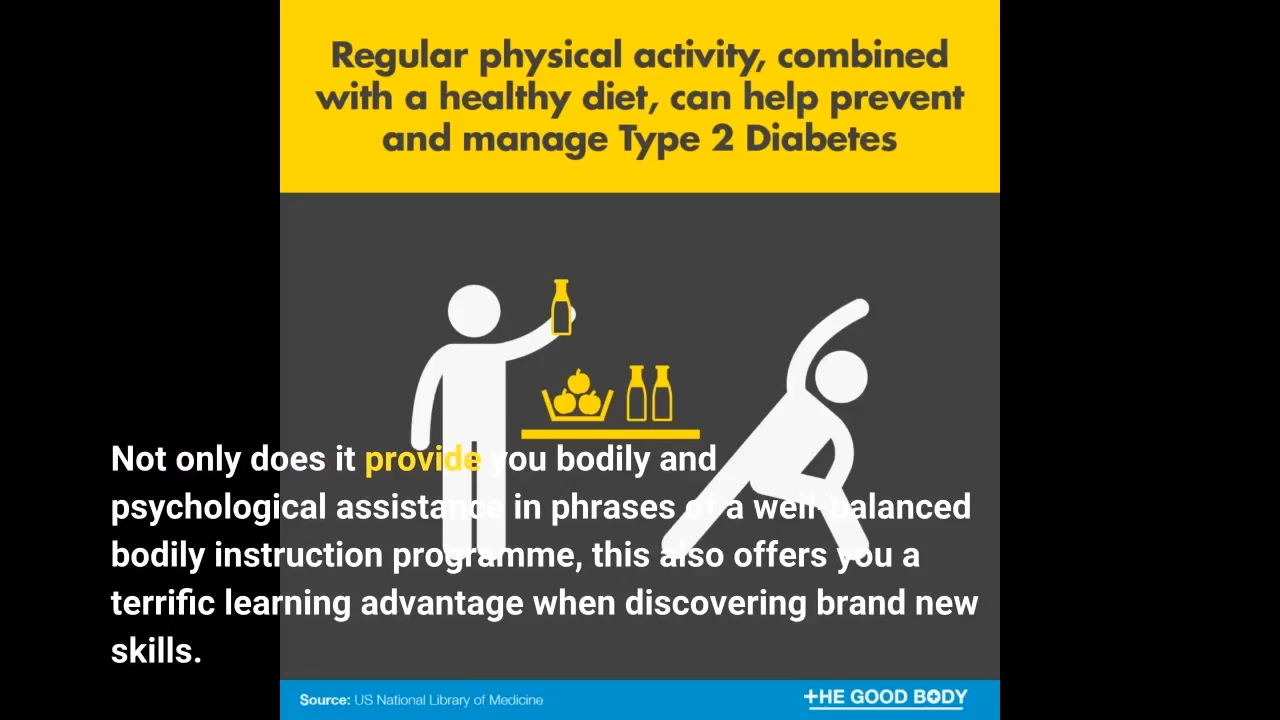 Regular physical activity, combined
with a healthy diet, can help prevent
and manage Type 2 Diabetes
Not only does it provide you bodily and
psychological assistance in phrases of a well-balanced
bodily instruction programme, this also offers you a
terrific learning advantage when discovering brand new
skills.
Source: US National Library of Medicine
THE GOOD BODY